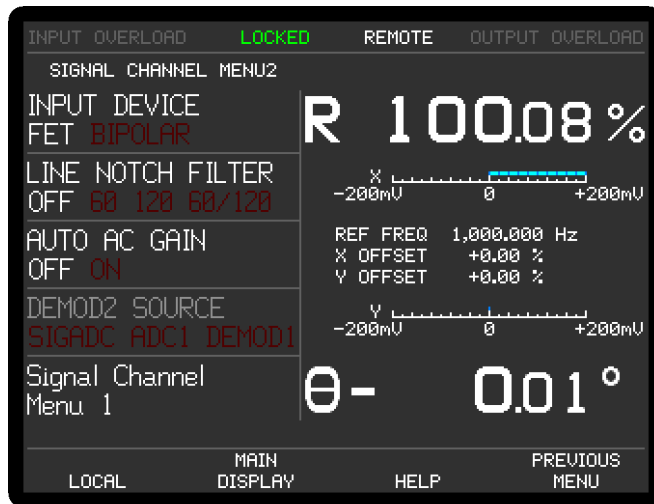 INPUT OVERLOAD LOCKED REMOTE OUTPUT OVERLOAD
SIGNAL CHANNEL MENU2
INPUT DEVICE
FET BIPOLAR
LINE NOTCH FILTER
OFF 60 120 60/120
AUTO AC GAIN
OFF ON
DEMOD2 SOURCE
SIGADC ADC1 DEMOD1
Signal Channel
Menu 1
R 100.08 %
X
-200mV 0 +200mV
REF FREQ 1,000.000 Hz
X OFFSET +0.00 %
Y OFFSET +0.00 %
Y
-200mV 0 +200mV
θ- 0.01°
LOCAL
MAIN
DISPLAY
HELP
PREVIOUS
MENU